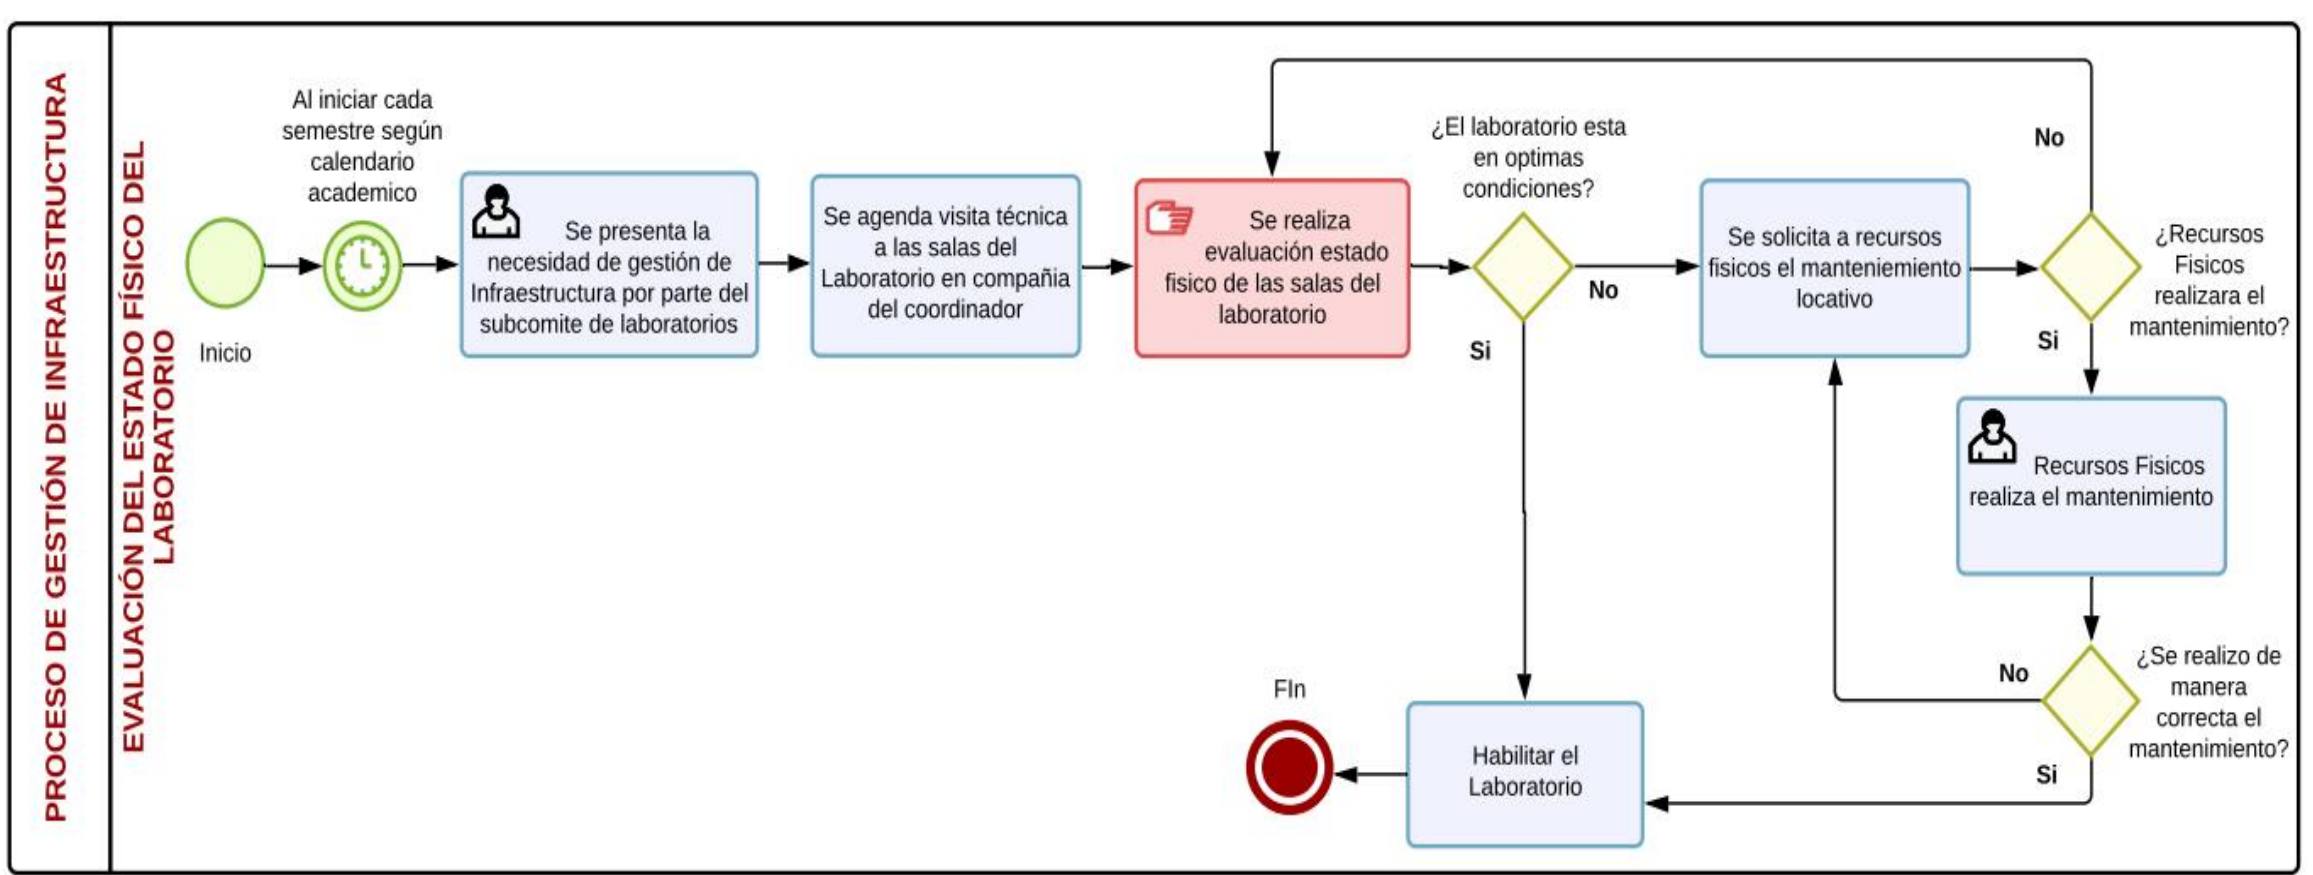 PROCESO DE GESTIÓN DE INFRAESTRUCTURA
EVALUACIÓN DEL ESTADO FÍSICO DEL
LABORATORIO
Inicio
Al iniciar cada
semestre según
calendario
academico
Se presenta la
necesidad de gestión de
Infraestructura por parte del
subcomite de laboratorios
Se agenda visita técnica
a las salas del
Laboratorio en compañia
del coordinador
Se realiza
evaluación estado
fisico de las salas del
laboratorio
¿El laboratorio esta
en optimas
condiciones?
No
Si
Se solicita a recursos
fisicos el manteniemiento
locativo
No
¿Recursos
Fisicos
realizara el
mantenimiento?
Si
Recursos Fisicos
realiza el mantenimiento
¿Se realizo de
manera
correcta el
mantenimiento?
No
Si
Habilitar el
Laboratorio
FIn